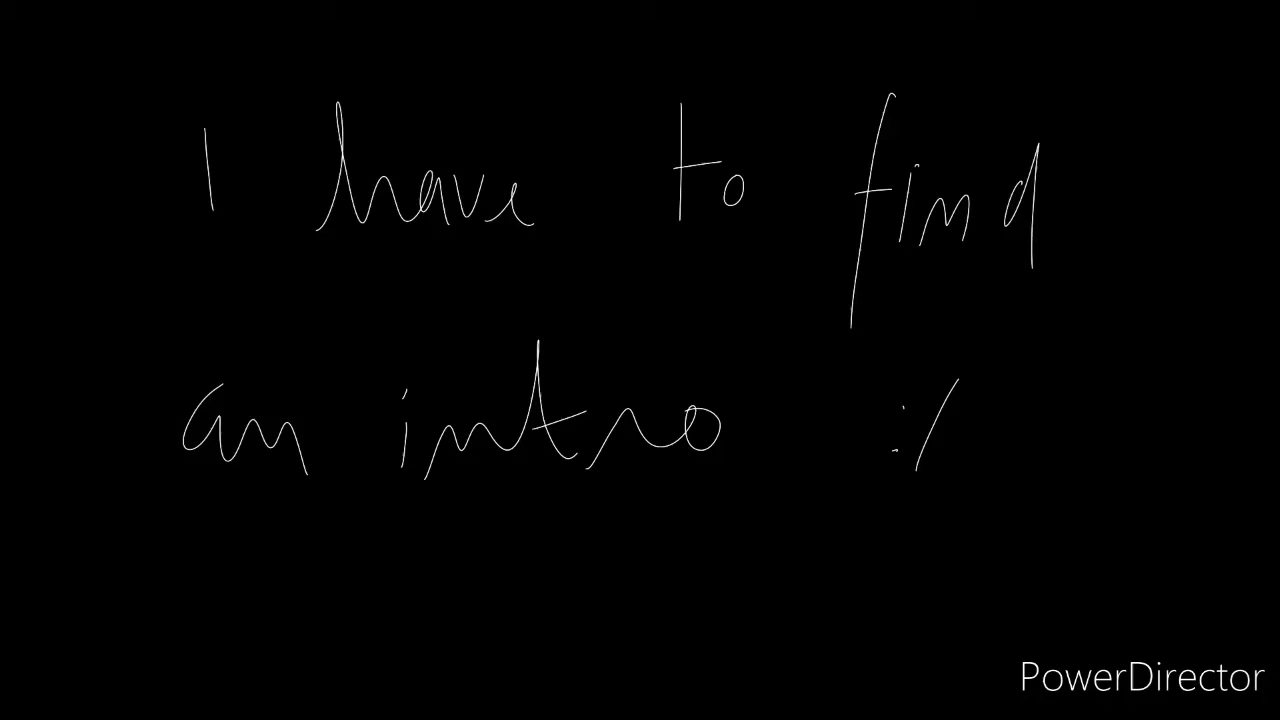 I have to find
an intro :/
PowerDirector